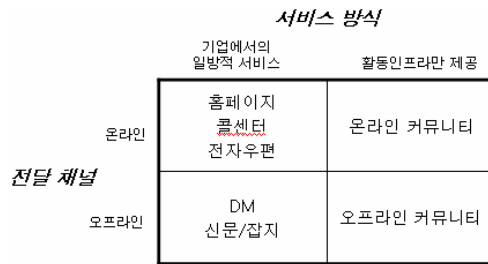 서비스 방식
기업에서의
일방적 서비스
활동인프라만 제공
온라인
홈페이지
콜센터
전자우편
온라인 커뮤니티
전달 채널
오프라인
DM
신문/잡지
오프라인 커뮤니티